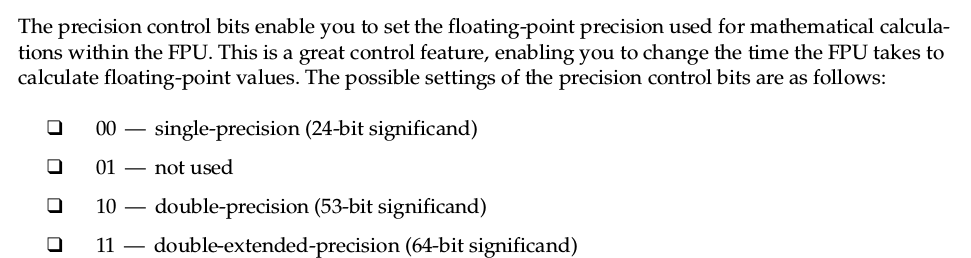 The precision control bits enable you to set the floating-point precision used for mathematical calcula-
tions within the FPU. This is a great control feature, enabling you to change the time the FPU takes to
calculate floating-point values. The possible settings of the precision control bits are as follows:
❑ 00 — single-precision (24-bit significand)
❑ 01 — not used
❑ 10 — double-precision (53-bit significand)
❑ 11 — double-extended-precision (64-bit significand)